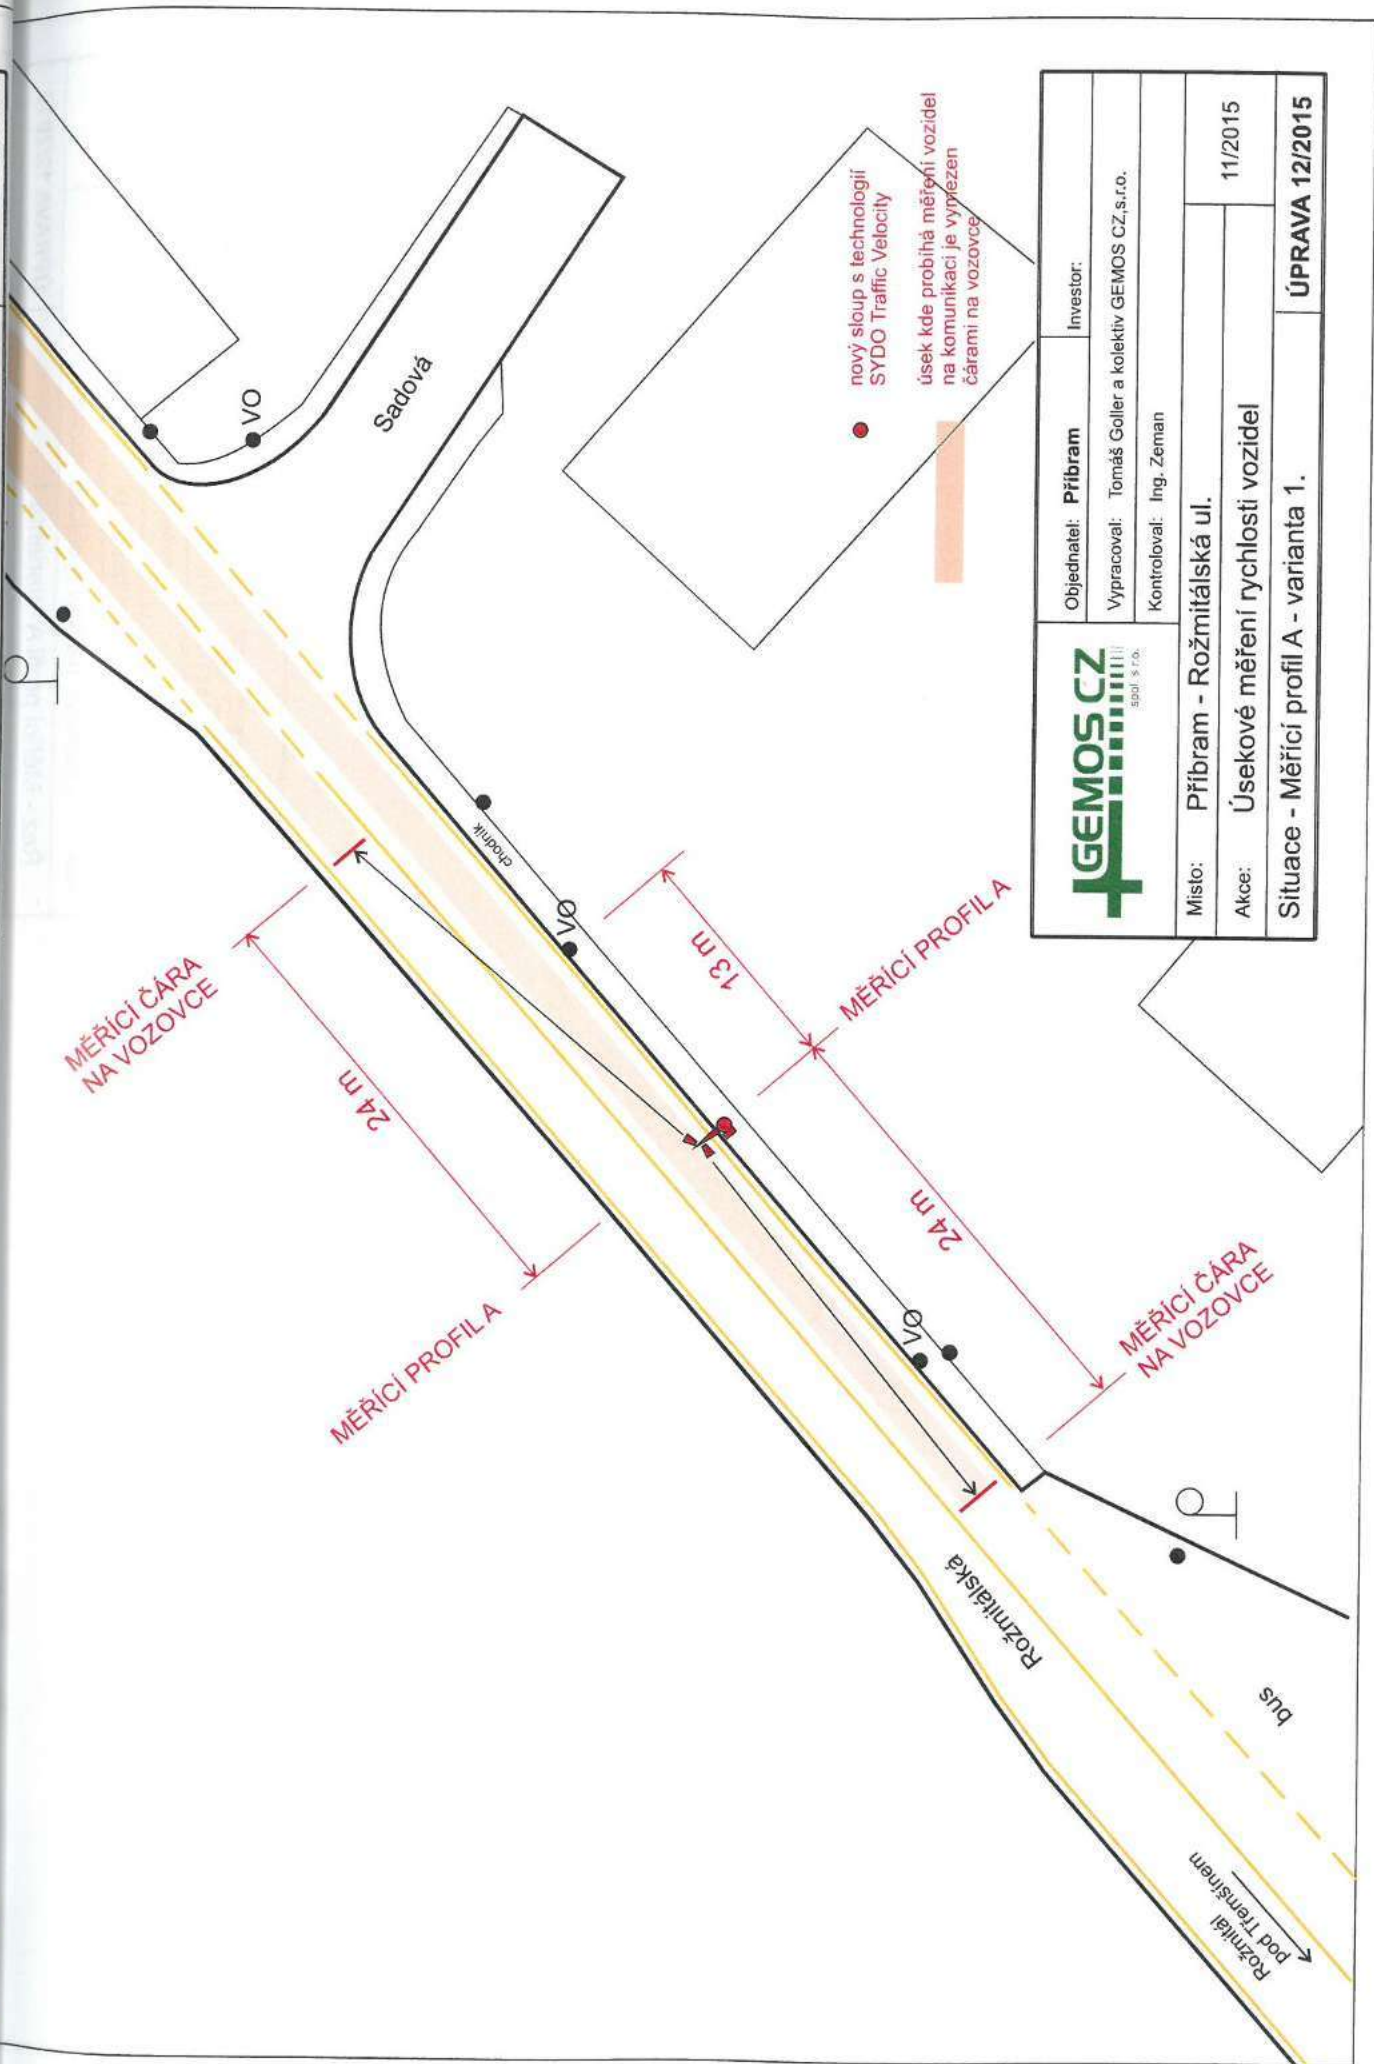 Sadová
VO
chodník
VO
VO
Rožmitálská
bus
Rožmitál
pod Třemšínem
MĚŘÍCÍ ČÁRA
NA VOZOVCE
24 m
MĚŘÍCÍ PROFIL A
13 m
MĚŘÍCÍ PROFIL A
24 m
MĚŘÍCÍ ČÁRA
NA VOZOVCE
nový sloup s technologií
SYDO Traffic Velocity
úsek kde probíhá měření vozidel
na komunikaci je vymezen
čárami na vozovce
GEMOS CZ
spol. s r.o.
Objednatel: Příbram
Investor:
Vypracoval: Tomáš Goller a kolektiv GEMOS CZ,s.r.o.
Kontroloval: Ing. Zeman
Místo: Příbram - Rožmitálská ul.
Akce: Úsekové měření rychlosti vozidel
11/2015
Situace - Měřící profil A - varianta 1.
ÚPRAVA 12/2015